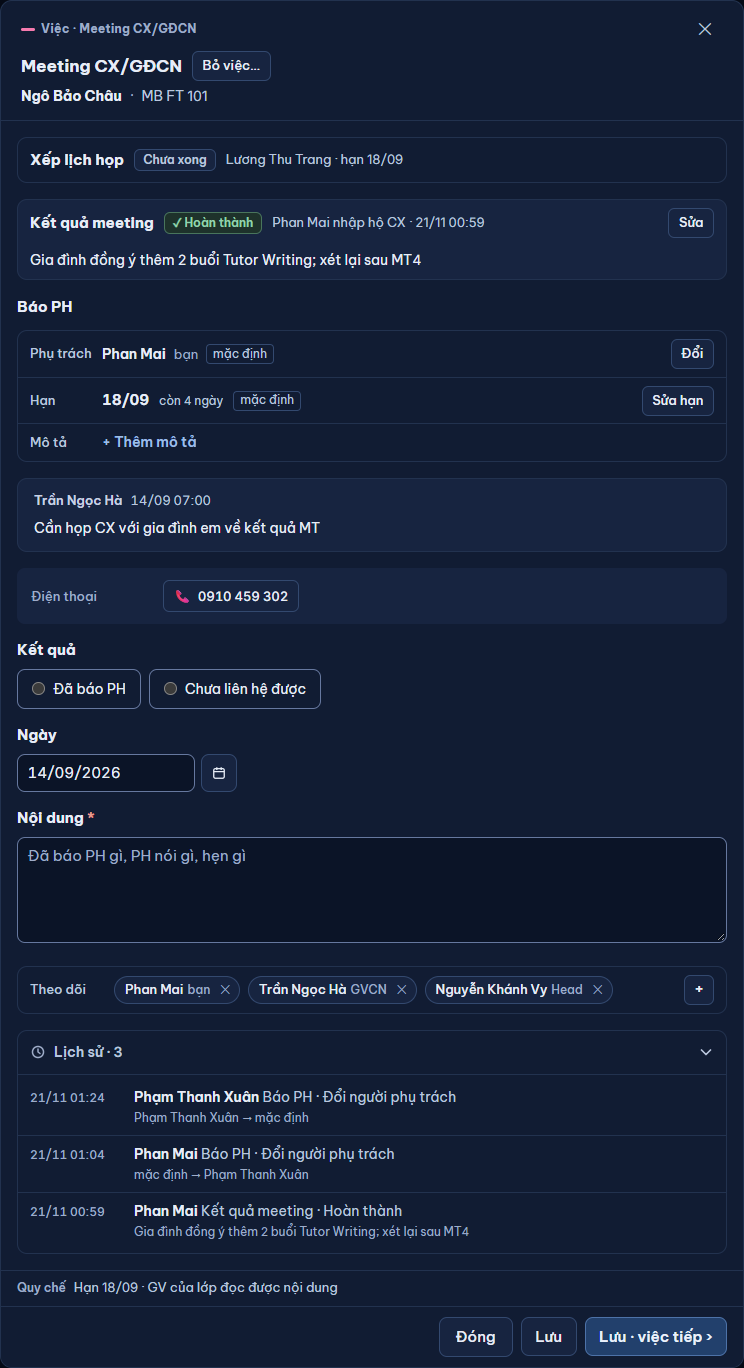 Việc · Meeting CX/GĐCN
Meeting CX/GĐCN Bỏ việc...
Ngô Bảo Châu · MB FT 101
Xếp lịch họp Chưa xong Lương Thu Trang · hạn 18/09
Kết quả meeting ✓ Hoàn thành Phan Mai nhập hộ CX · 21/11 00:59 Sửa
Gia đình đồng ý thêm 2 buổi Tutor Writing; xét lại sau MT4
Báo PH
Phụ trách Phan Mai bạn mặc định Đổi
Hạn 18/09 còn 4 ngày mặc định Sửa hạn
Mô tả + Thêm mô tả
Trần Ngọc Hà 14/09 07:00
Cần họp CX với gia đình em về kết quả MT
Điện thoại 0910 459 302
Kết quả
Đã báo PH Chưa liên hệ được
Ngày
14/09/2026
Nội dung *
Đã báo PH gì, PH nói gì, hẹn gì
Theo dõi Phan Mai bạn × Trần Ngọc Hà GVCN × Nguyễn Khánh Vy Head × +
Lịch sử · 3
21/11 01:24 Phạm Thanh Xuân Báo PH · Đổi người phụ trách
Phạm Thanh Xuân → mặc định
21/11 01:04 Phan Mai Báo PH · Đổi người phụ trách
mặc định → Phạm Thanh Xuân
21/11 00:59 Phan Mai Kết quả meeting · Hoàn thành
Gia đình đồng ý thêm 2 buổi Tutor Writing; xét lại sau MT4
Quy chế Hạn 18/09 · GV của lớp đọc được nội dung
Đóng Lưu Lưu · việc tiếp ›